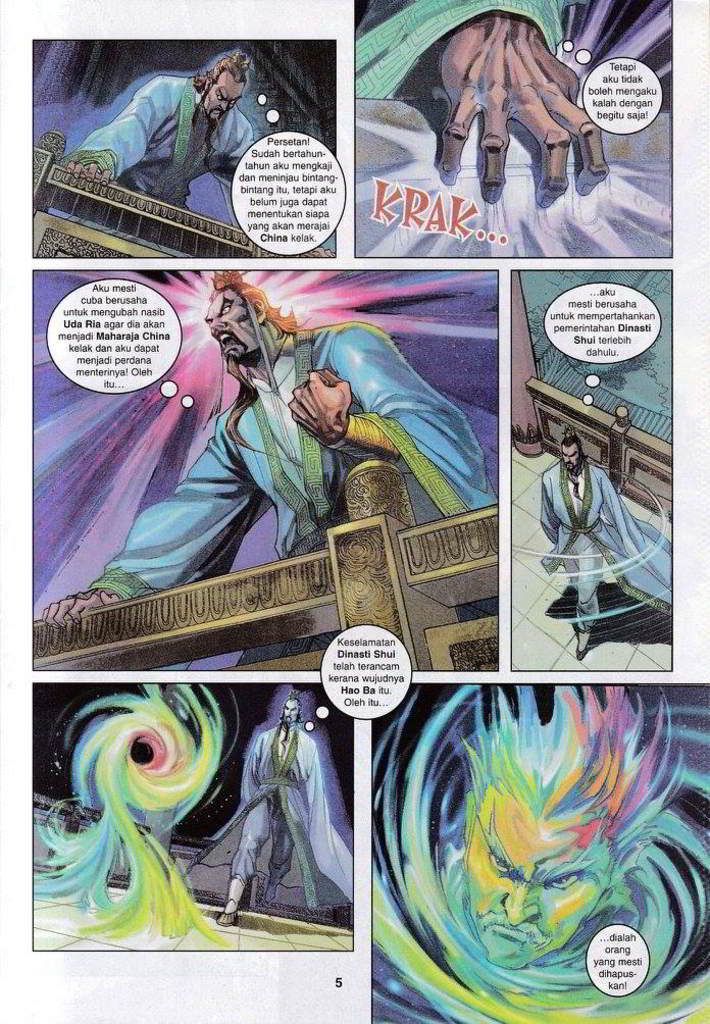 Persetan!
Sudah bertahun-
tahun aku mengkaji
dan meninjau bintang-
bintang itu, tetapi aku
belum juga dapat
menentukan siapa
yang akan merajai
China kelak.
Tetapi
aku tidak
boleh mengaku
kalah dengan
begitu saja!
KRAK...
Aku mesti
cuba berusaha
untuk mengubah nasib
Uda Ria agar dia akan
menjadi Maharaja China
kelak dan aku dapat
menjadi perdana
menterinya! Oleh
itu...
...aku
mesti berusaha
untuk mempertahankan
pemerintahan Dinasti
Shui terlebih
dahulu.
Keselamatan
Dinasti Shui
telah terancam
kerana wujudnya
Hao Ba itu.
Oleh itu...
...dialah
orang
yang mesti
dihapus-
kan!
5